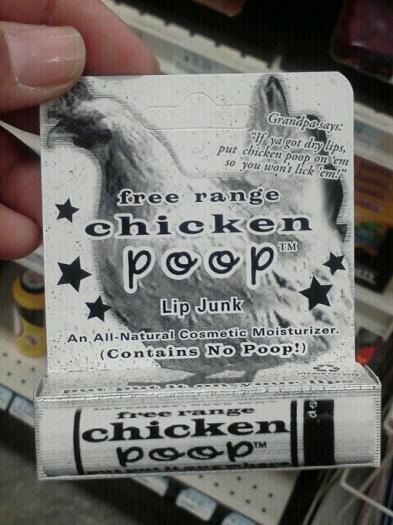 Grandpa says:
"If ya got dry lips,
put chicken poop on 'em
so you won't lick 'em!"
free range
chicken
poop™
Lip Junk
An All-Natural Cosmetic Moisturizer.
(Contains No Poop!)
free range
chicken
poop™